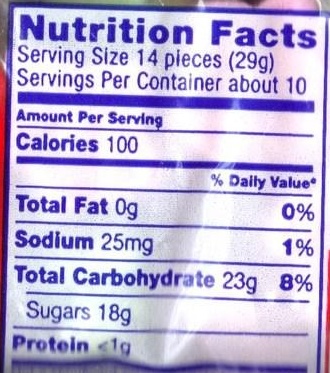 Nutrition Facts
Serving Size 14 pieces (29g)
Servings Per Container about 10
Amount Per Serving
Calories 100
% Daily Value*
Total Fat 0g 0%
Sodium 25mg 1%
Total Carbohydrate 23g 8%
Sugars 18g
Protein <1g